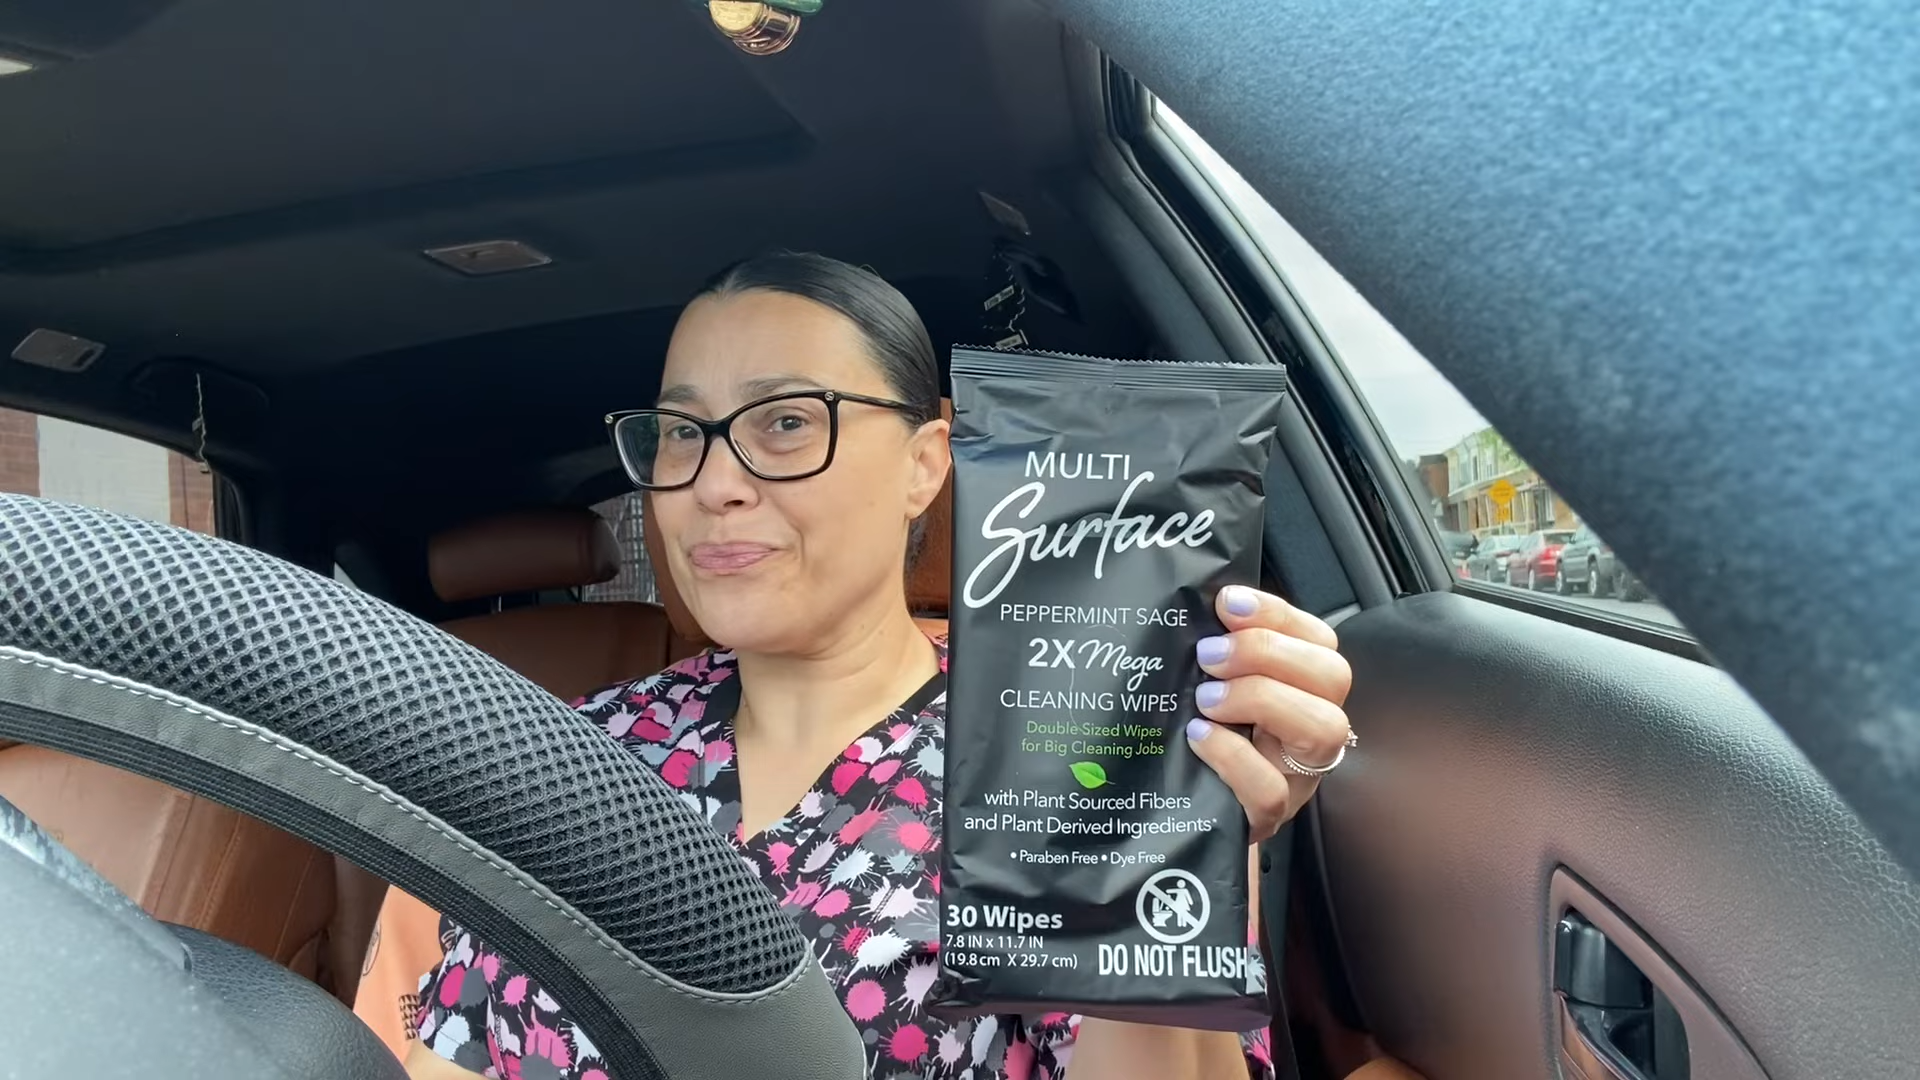 MULTI
Surface
PEPPERMINT SAGE
2X Mega
CLEANING WIPES
Double Sized Wipes
for Big Cleaning Jobs
with Plant Sourced Fibers
and Plant Derived Ingredients*
• Paraben Free • Dye Free
30 Wipes
7.8 IN x 11.7 IN
(19.8 cm X 29.7 cm)
DO NOT FLUSH